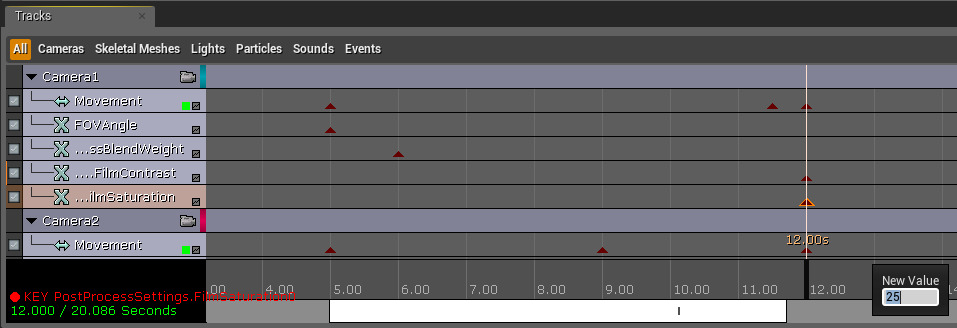 Tracks ×
All Cameras Skeletal Meshes Lights Particles Sounds Events
Camera1
Movement
FOVAngle
...ssBlendWeight
....FilmContrast
...ilmSaturation
Camera2
Movement
12.00s
.00 4.00 5.00 6.00 7.00 8.00 9.00 10.00 11.00 12.00 14
KEY PostProcessSettings.FilmSaturation0
12.000 / 20.086 Seconds
New Value
25